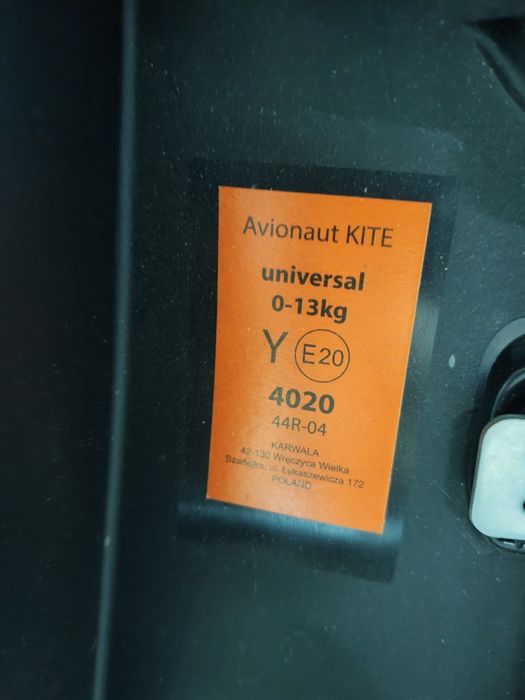 Avionaut KITE
universal
0-13kg
Y E20
4020
44R-04
KARWALA
42-130 Wręczyca Wielka
Szarlejka, ul. Łukaszewicza 172
POLAND